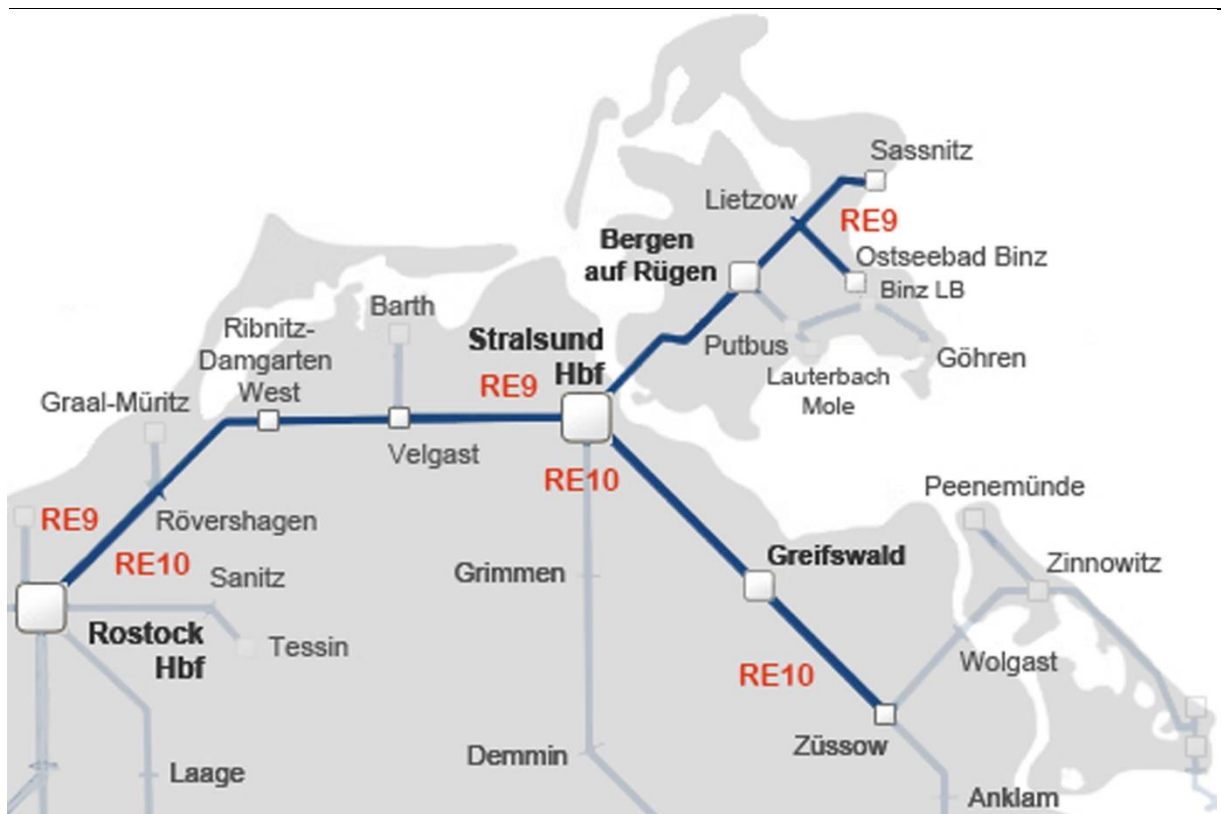 Sassnitz
Lietzow
RE9
Bergen
auf Rügen
Ostseebad Binz
Binz LB
Barth
Ribnitz-
Damgarten
West
Stralsund
Hbf
RE9
Putbus
Göhren
Lauterbach
Mole
Graal-Müritz
Velgast
RE10
Peenemünde
RE9
Rövershagen
RE10
Greifswald
Zinnowitz
Grimmen
Sanitz
Rostock
Hbf
Tessin
Wolgast
RE10
Züssow
Demmin
Laage
Anklam